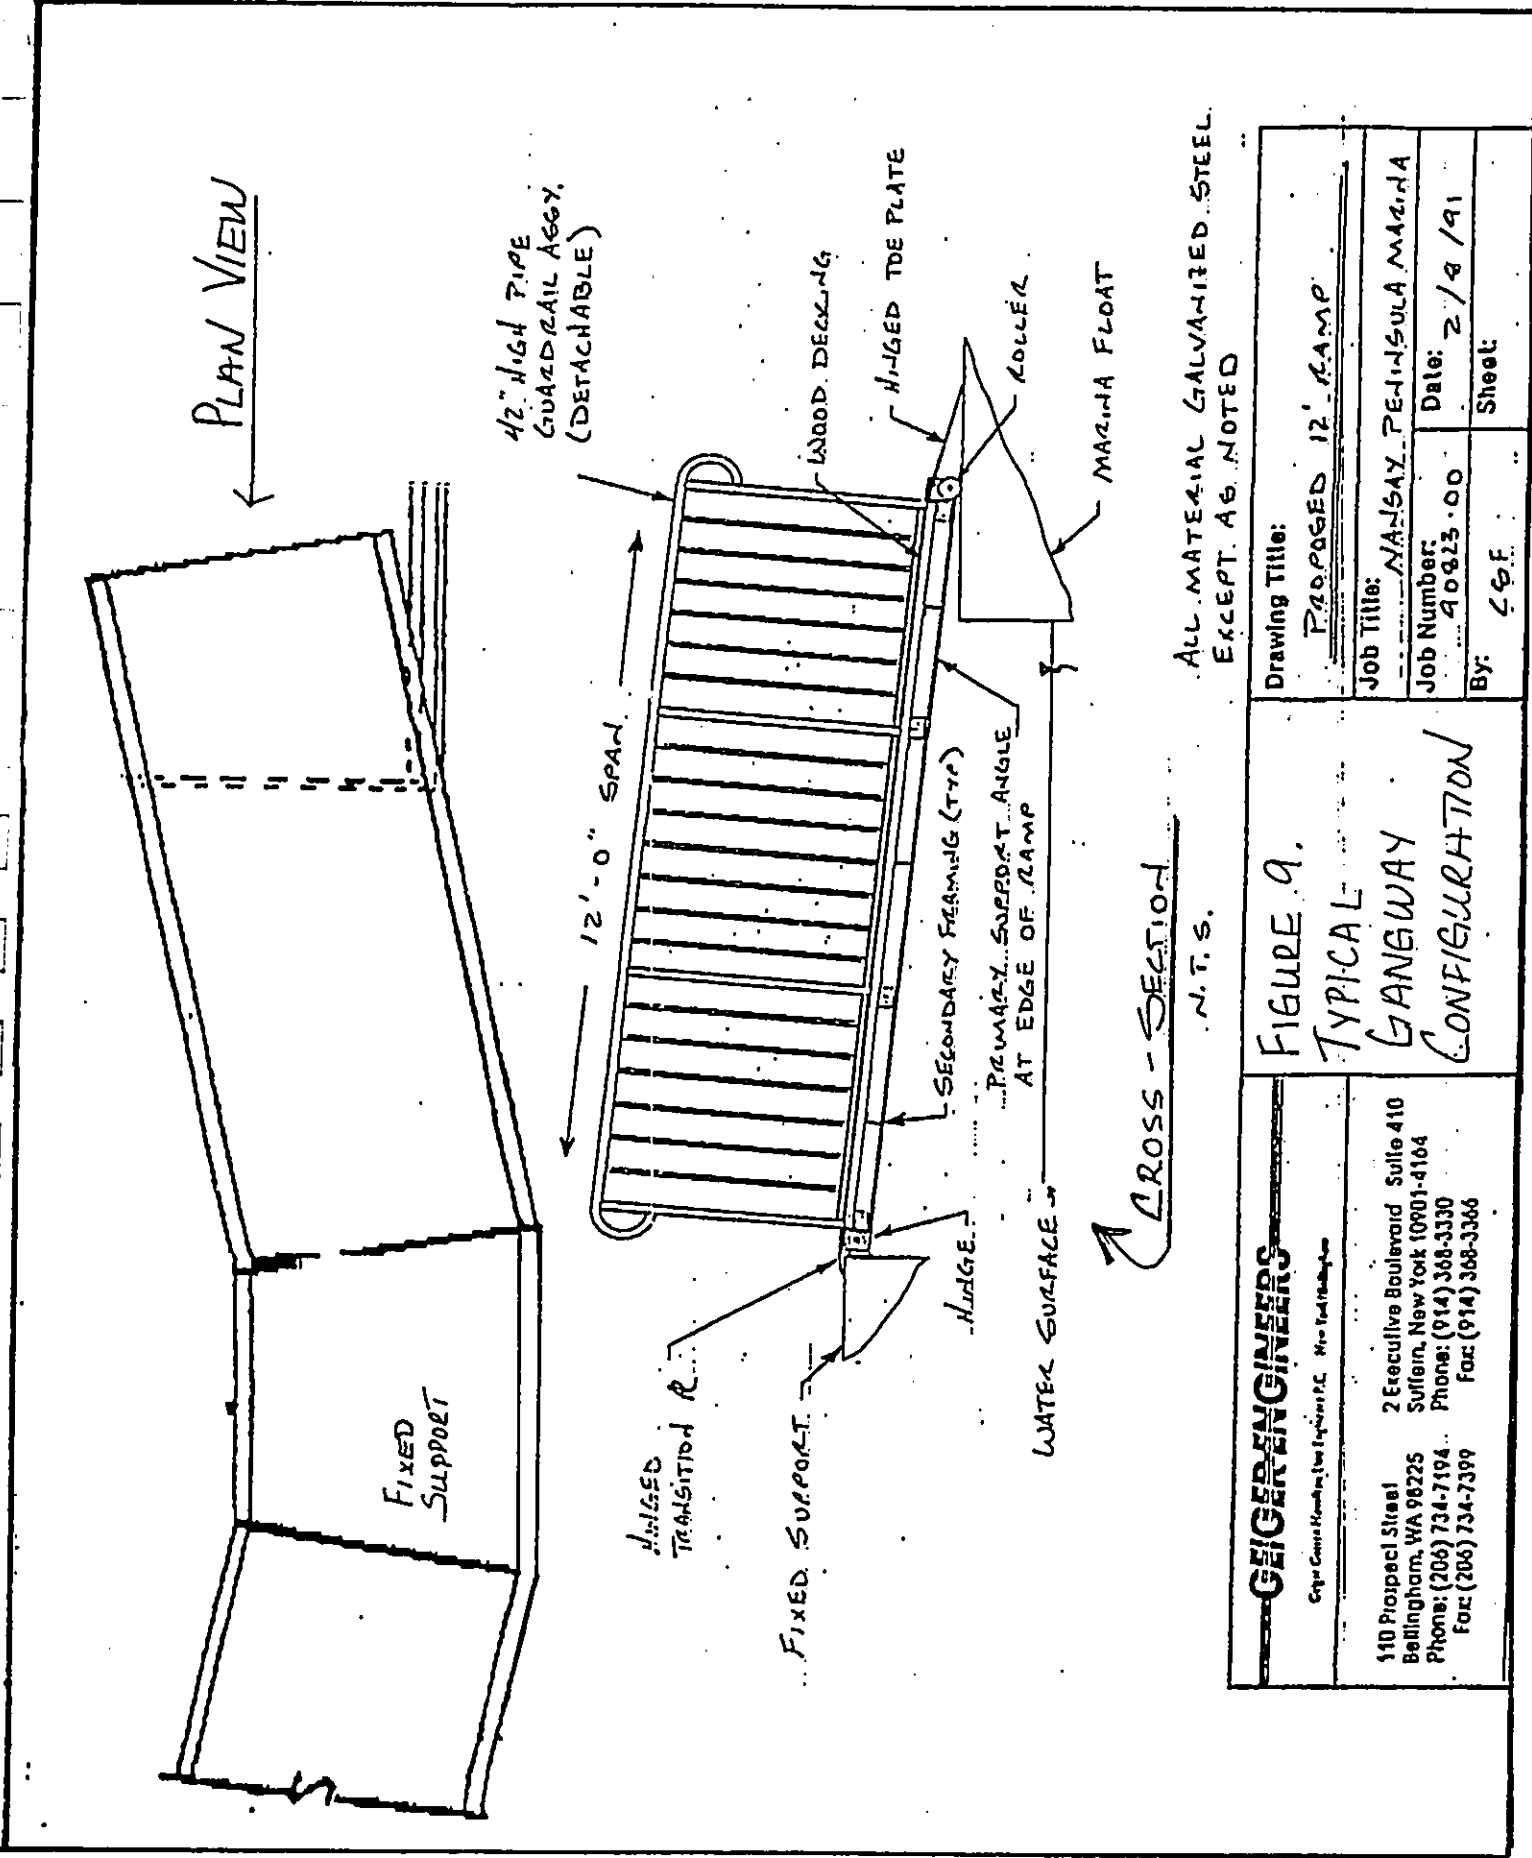 PLAN VIEW
42" HIGH PIPE
GUARDRAIL ASSY.
(DETACHABLE)
12'-0" SPAN
WOOD DECKING
HINGED TOE PLATE
ROLLER
MARINA FLOAT
FIXED
SUPPORT
HINGED
TRANSITION PL
FIXED SUPPORT
HINGE
SECONDARY FRAMING (TYP)
PRIMARY SUPPORT ANGLE
AT EDGE OF RAMP
WATER SURFACE
CROSS-SECTION
N.T.S.
ALL MATERIAL GALVANIZED STEEL
EXCEPT AS NOTED
GEIGER ENGINEERS
110 Prospect Street
Bellingham, WA 98225
Phone: (206) 734-7194
Fax: (206) 734-7399
2 Executive Boulevard Suite 410
Suffern, New York 10901-4164
Phone: (914) 368-3330
Fax: (914) 368-3366
FIGURE 9.
TYPICAL
GANGWAY
CONFIGURATION
Drawing Title:
PROPOSED 12' RAMP
Job Title:
NANSAY PENINSULA MARINA
Job Number:
90823.00
Date: 2/8/91
By:
Sheet: